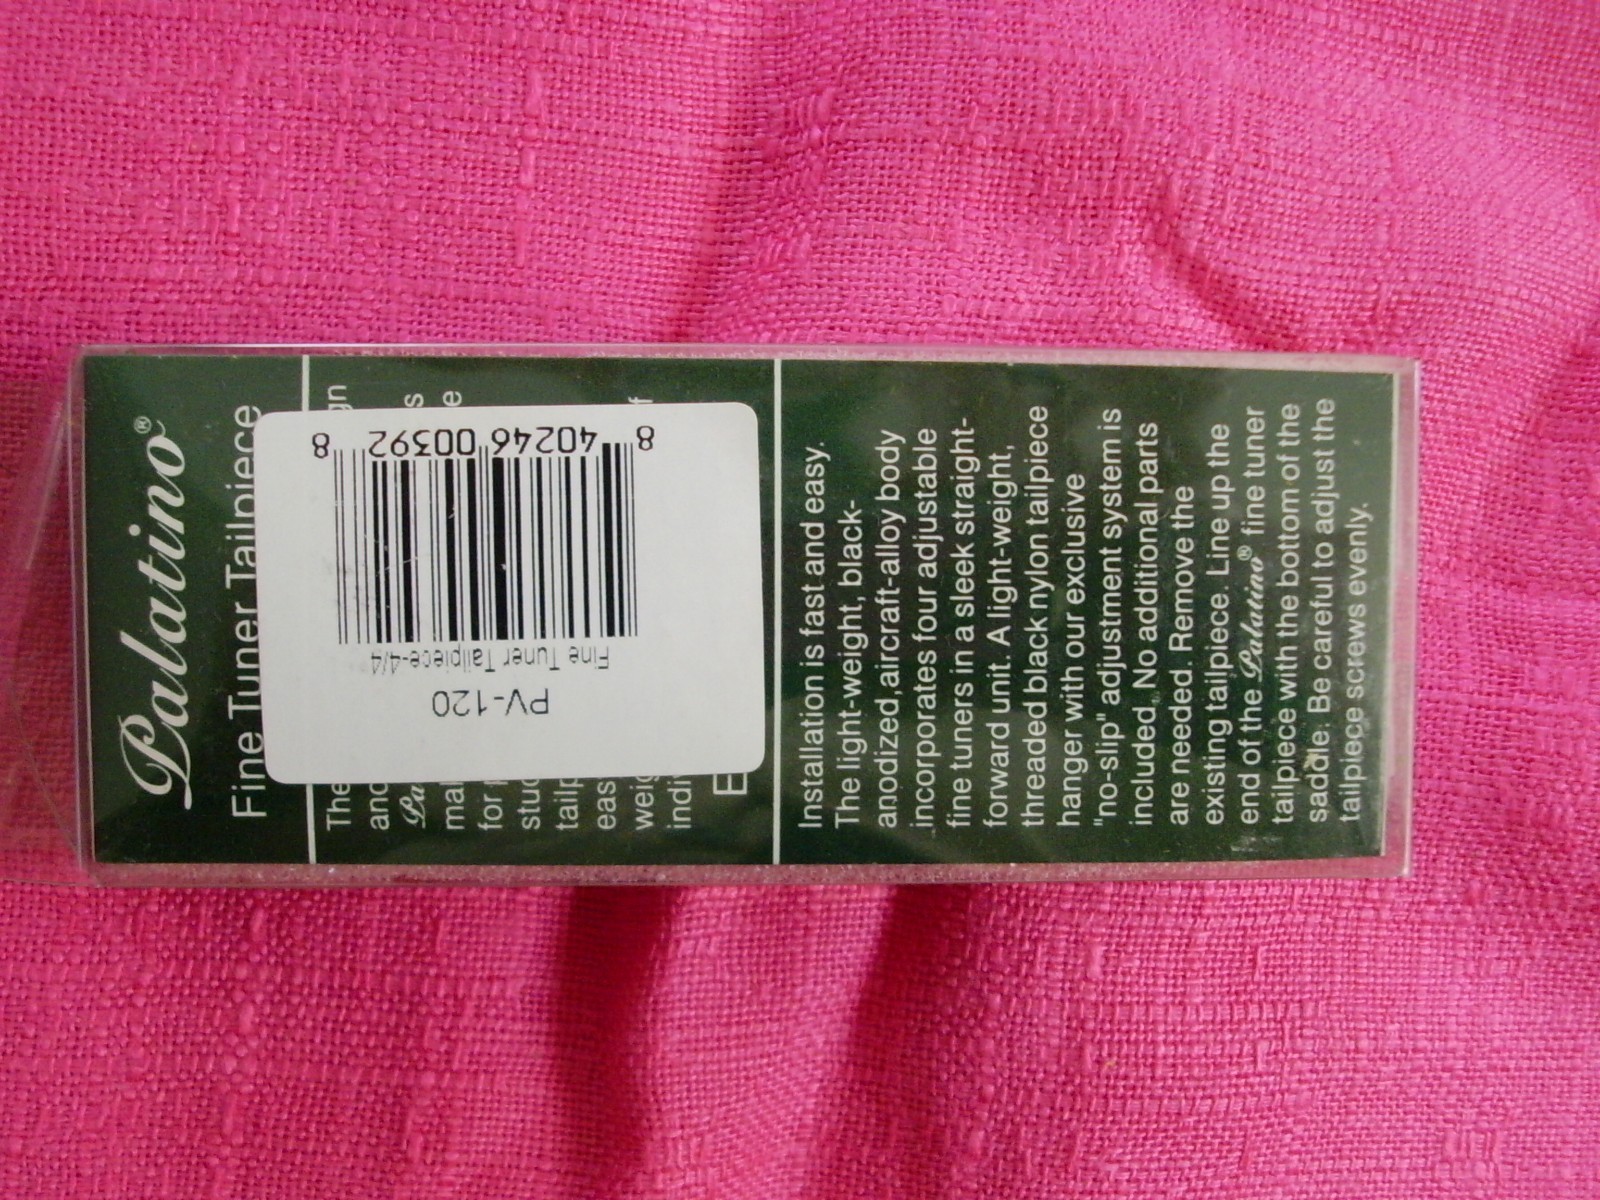 Palatino®
Fine Tuner Tailpiece
8 40246 00392 8
Fine Tuner Tailpiece-4/4
PV-120
The
for
Installation is fast and easy.
The light-weight, black-
anodized, aircraft-alloy body
incorporates four adjustable
fine tuners in a sleek straight-
forward unit. A light-weight,
threaded black nylon tailpiece
hanger with our exclusive
"no-slip" adjustment system is
included. No additional parts
are needed. Remove the
existing tailpiece. Line up the
end of the Palatino® fine tuner
tailpiece with the bottom of the
saddle. Be careful to adjust the
tailpiece screws evenly.